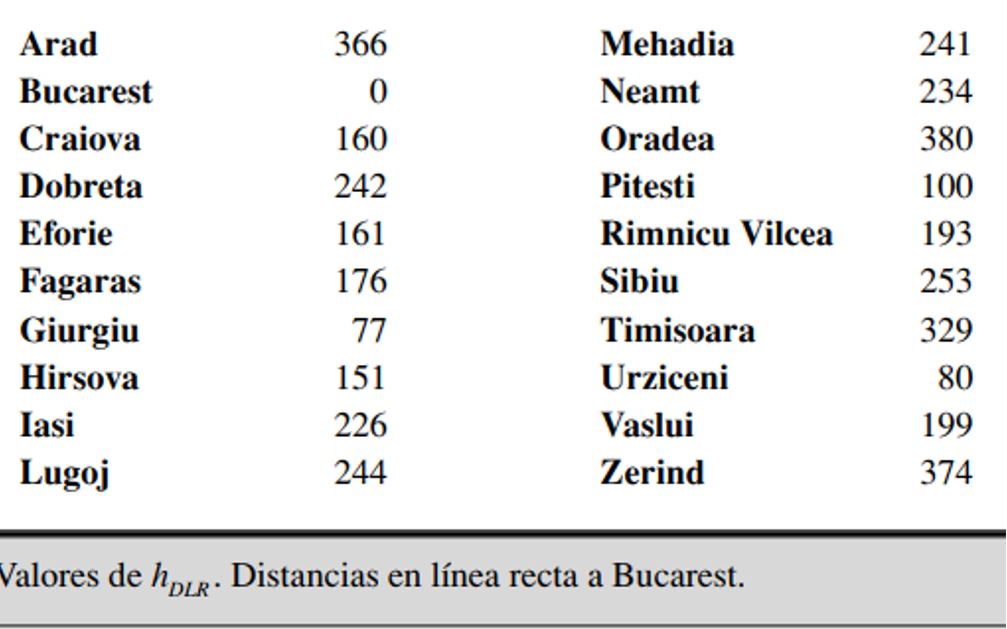 Arad 366 Mehadia 241
Bucarest 0 Neamt 234
Craiova 160 Oradea 380
Dobreta 242 Pitesti 100
Eforie 161 Rimnicu Vilcea 193
Fagaras 176 Sibiu 253
Giurgiu 77 Timisoara 329
Hirsova 151 Urziceni 80
Iasi 226 Vaslui 199
Lugoj 244 Zerind 374
Valores de hDLR. Distancias en línea recta a Bucarest.